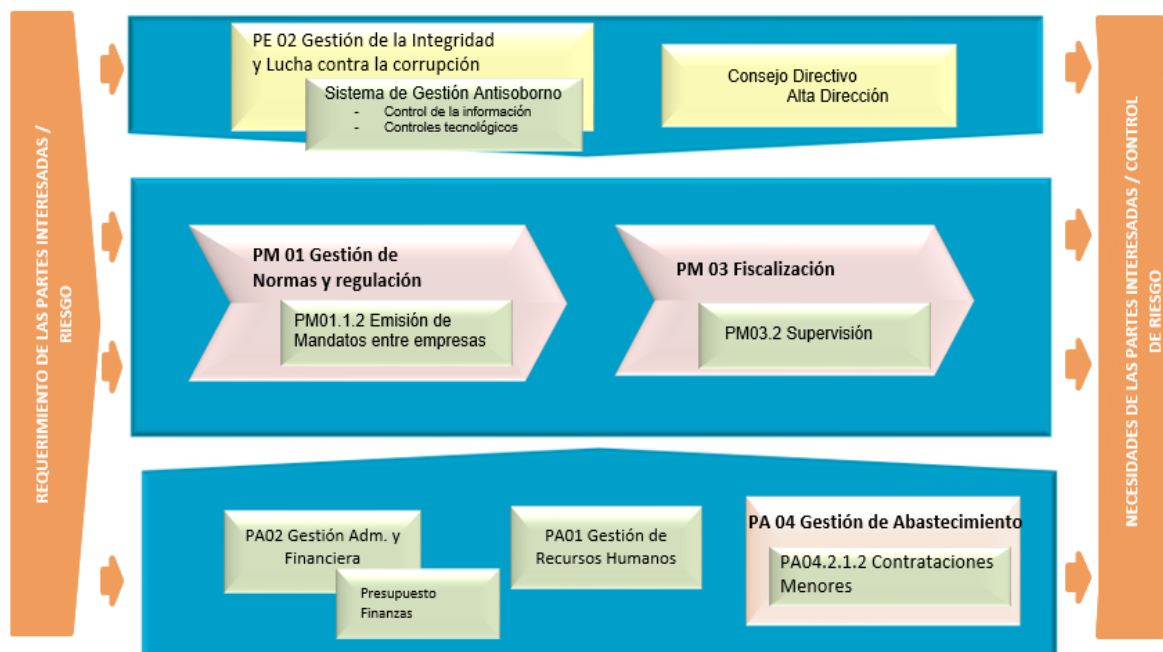 REQUERIMIENTO DE LAS PARTES INTERESADAS /
RIESGO
PE 02 Gestión de la Integridad
y Lucha contra la corrupción
Sistema de Gestión Antisoborno
- Control de la información
- Controles tecnológicos
Consejo Directivo
Alta Dirección
PM 01 Gestión de
Normas y regulación
PM01.1.2 Emisión de
Mandatos entre empresas
PM 03 Fiscalización
PM03.2 Supervisión
PA02 Gestión Adm. y
Financiera
Presupuesto
Finanzas
PA01 Gestión de
Recursos Humanos
PA 04 Gestión de Abastecimiento
PA04.2.1.2 Contrataciones
Menores
NECESIDADES DE LAS PARTES INTERESADAS / CONTROL
DE RIESGO